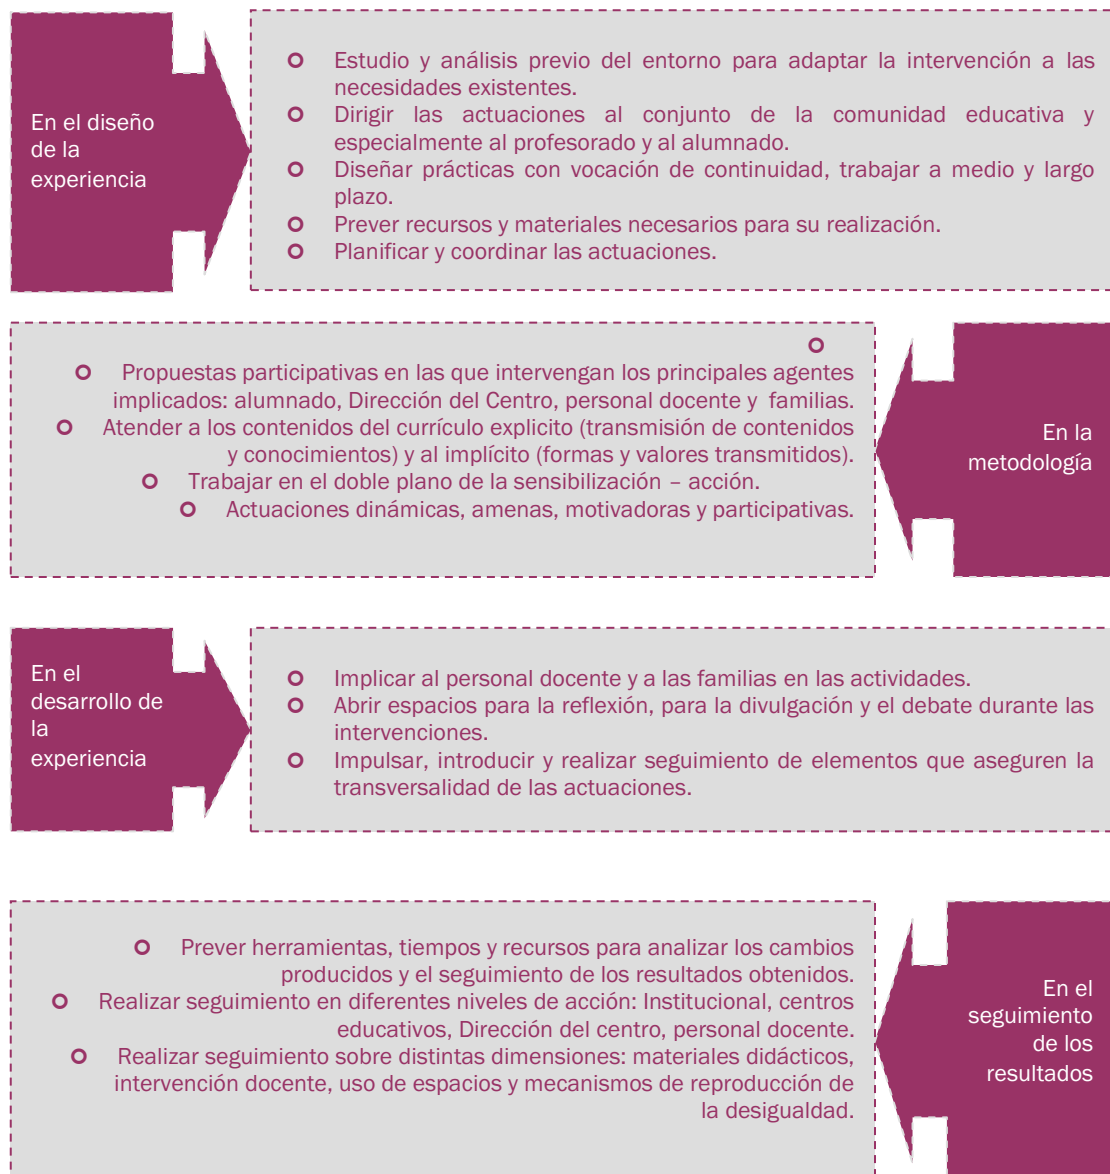 En el diseño
de la
experiencia
Estudio y análisis previo del entorno para adaptar la intervención a las
necesidades existentes.
Dirigir las actuaciones al conjunto de la comunidad educativa y
especialmente al profesorado y al alumnado.
Diseñar prácticas con vocación de continuidad, trabajar a medio y largo
plazo.
Prever recursos y materiales necesarios para su realización.
Planificar y coordinar las actuaciones.
Propuestas participativas en las que intervengan los principales agentes
implicados: alumnado, Dirección del Centro, personal docente y familias.
Atender a los contenidos del currículo explicito (transmisión de contenidos
y conocimientos) y al implícito (formas y valores transmitidos).
Trabajar en el doble plano de la sensibilización – acción.
Actuaciones dinámicas, amenas, motivadoras y participativas.
En la
metodología
En el
desarrollo de
la
experiencia
Implicar al personal docente y a las familias en las actividades.
Abrir espacios para la reflexión, para la divulgación y el debate durante las
intervenciones.
Impulsar, introducir y realizar seguimiento de elementos que aseguren la
transversalidad de las actuaciones.
Prever herramientas, tiempos y recursos para analizar los cambios
producidos y el seguimiento de los resultados obtenidos.
Realizar seguimiento en diferentes niveles de acción: Institucional, centros
educativos, Dirección del centro, personal docente.
Realizar seguimiento sobre distintas dimensiones: materiales didácticos,
intervención docente, uso de espacios y mecanismos de reproducción de
la desigualdad.
En el
seguimiento
de los
resultados